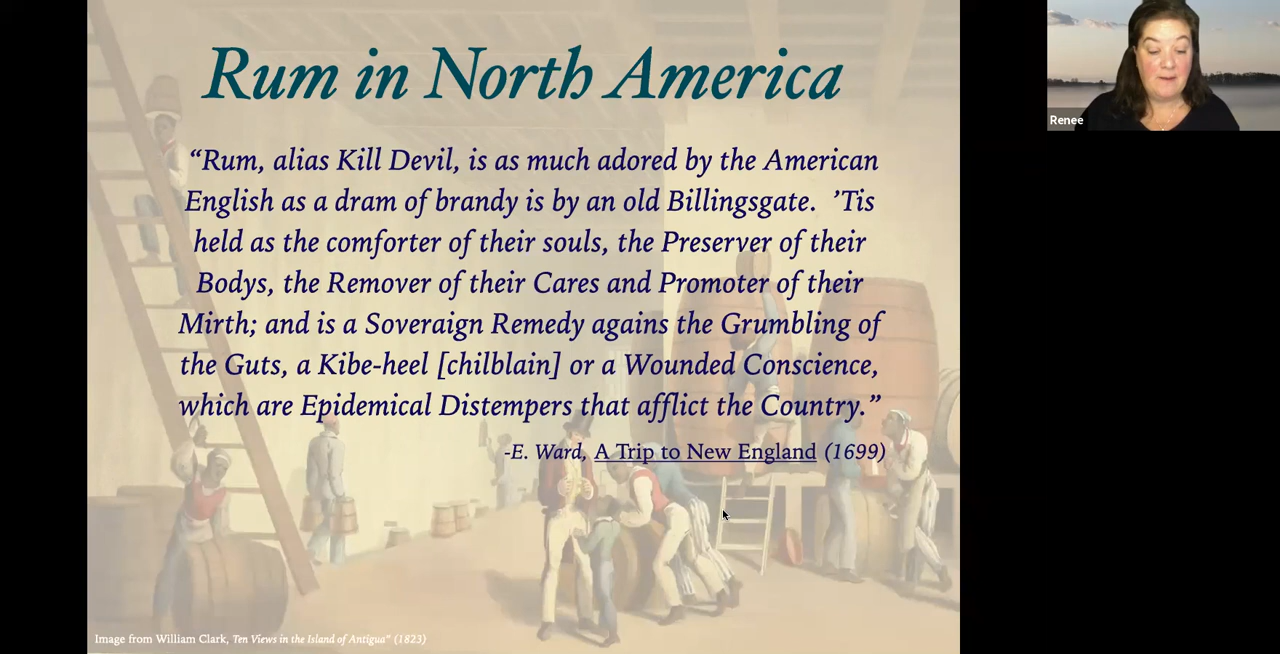 Rum in North America
“Rum, alias Kill Devil, is as much adored by the American
English as a dram of brandy is by an old Billingsgate. ’Tis
held as the comforter of their souls, the Preserver of their
Bodys, the Remover of their Cares and Promoter of their
Mirth; and is a Soveraign Remedy agains the Grumbling of
the Guts, a Kibe-heel [chilblain] or a Wounded Conscience,
which are Epidemical Distempers that afflict the Country.”
-E. Ward, A Trip to New England (1699)
Image from William Clark, Ten Views in the Island of Antigua” (1823)
Renee